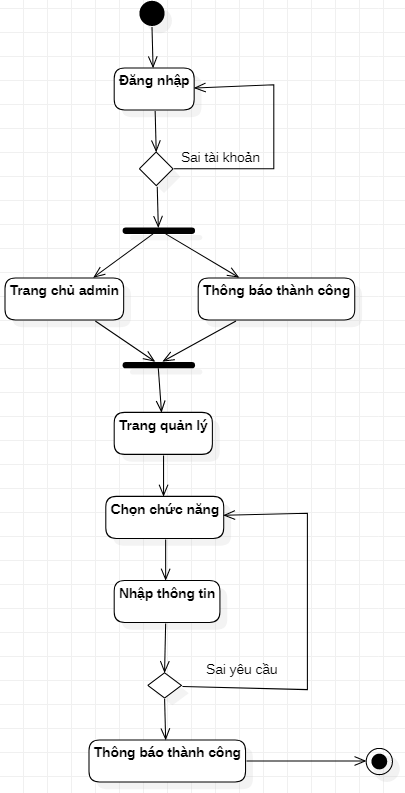 Đăng nhập
Sai tài khoản
Trang chủ admin
Thông báo thành công
Trang quản lý
Chọn chức năng
Nhập thông tin
Sai yêu cầu
Thông báo thành công